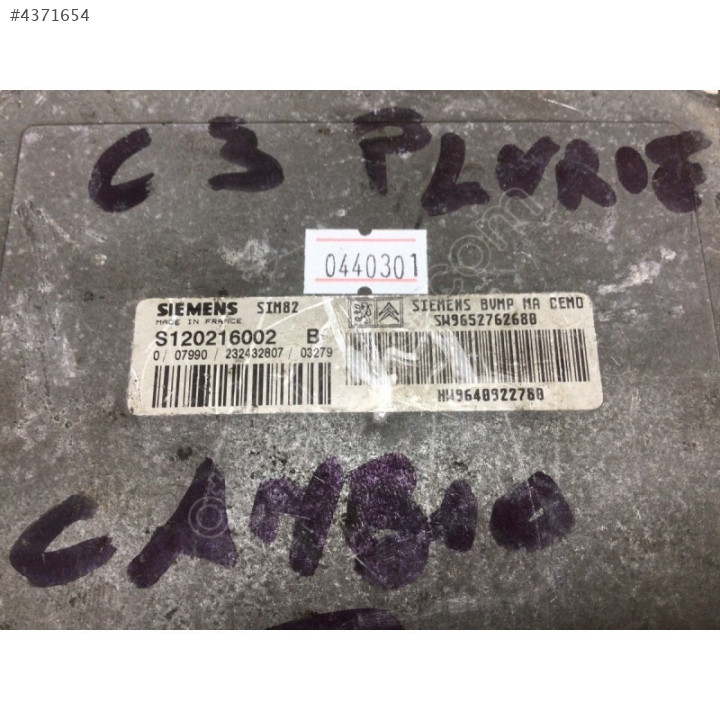 #4371654
C3 PLURIE
0440301
SIEMENS SIM82
MADE IN FRANCE
S120216002 B
0 / 07990 / 232432807 / 03279
SIEMENS BVMP MA CEMO
SW9652762680
HW9640922780
CAMBIO